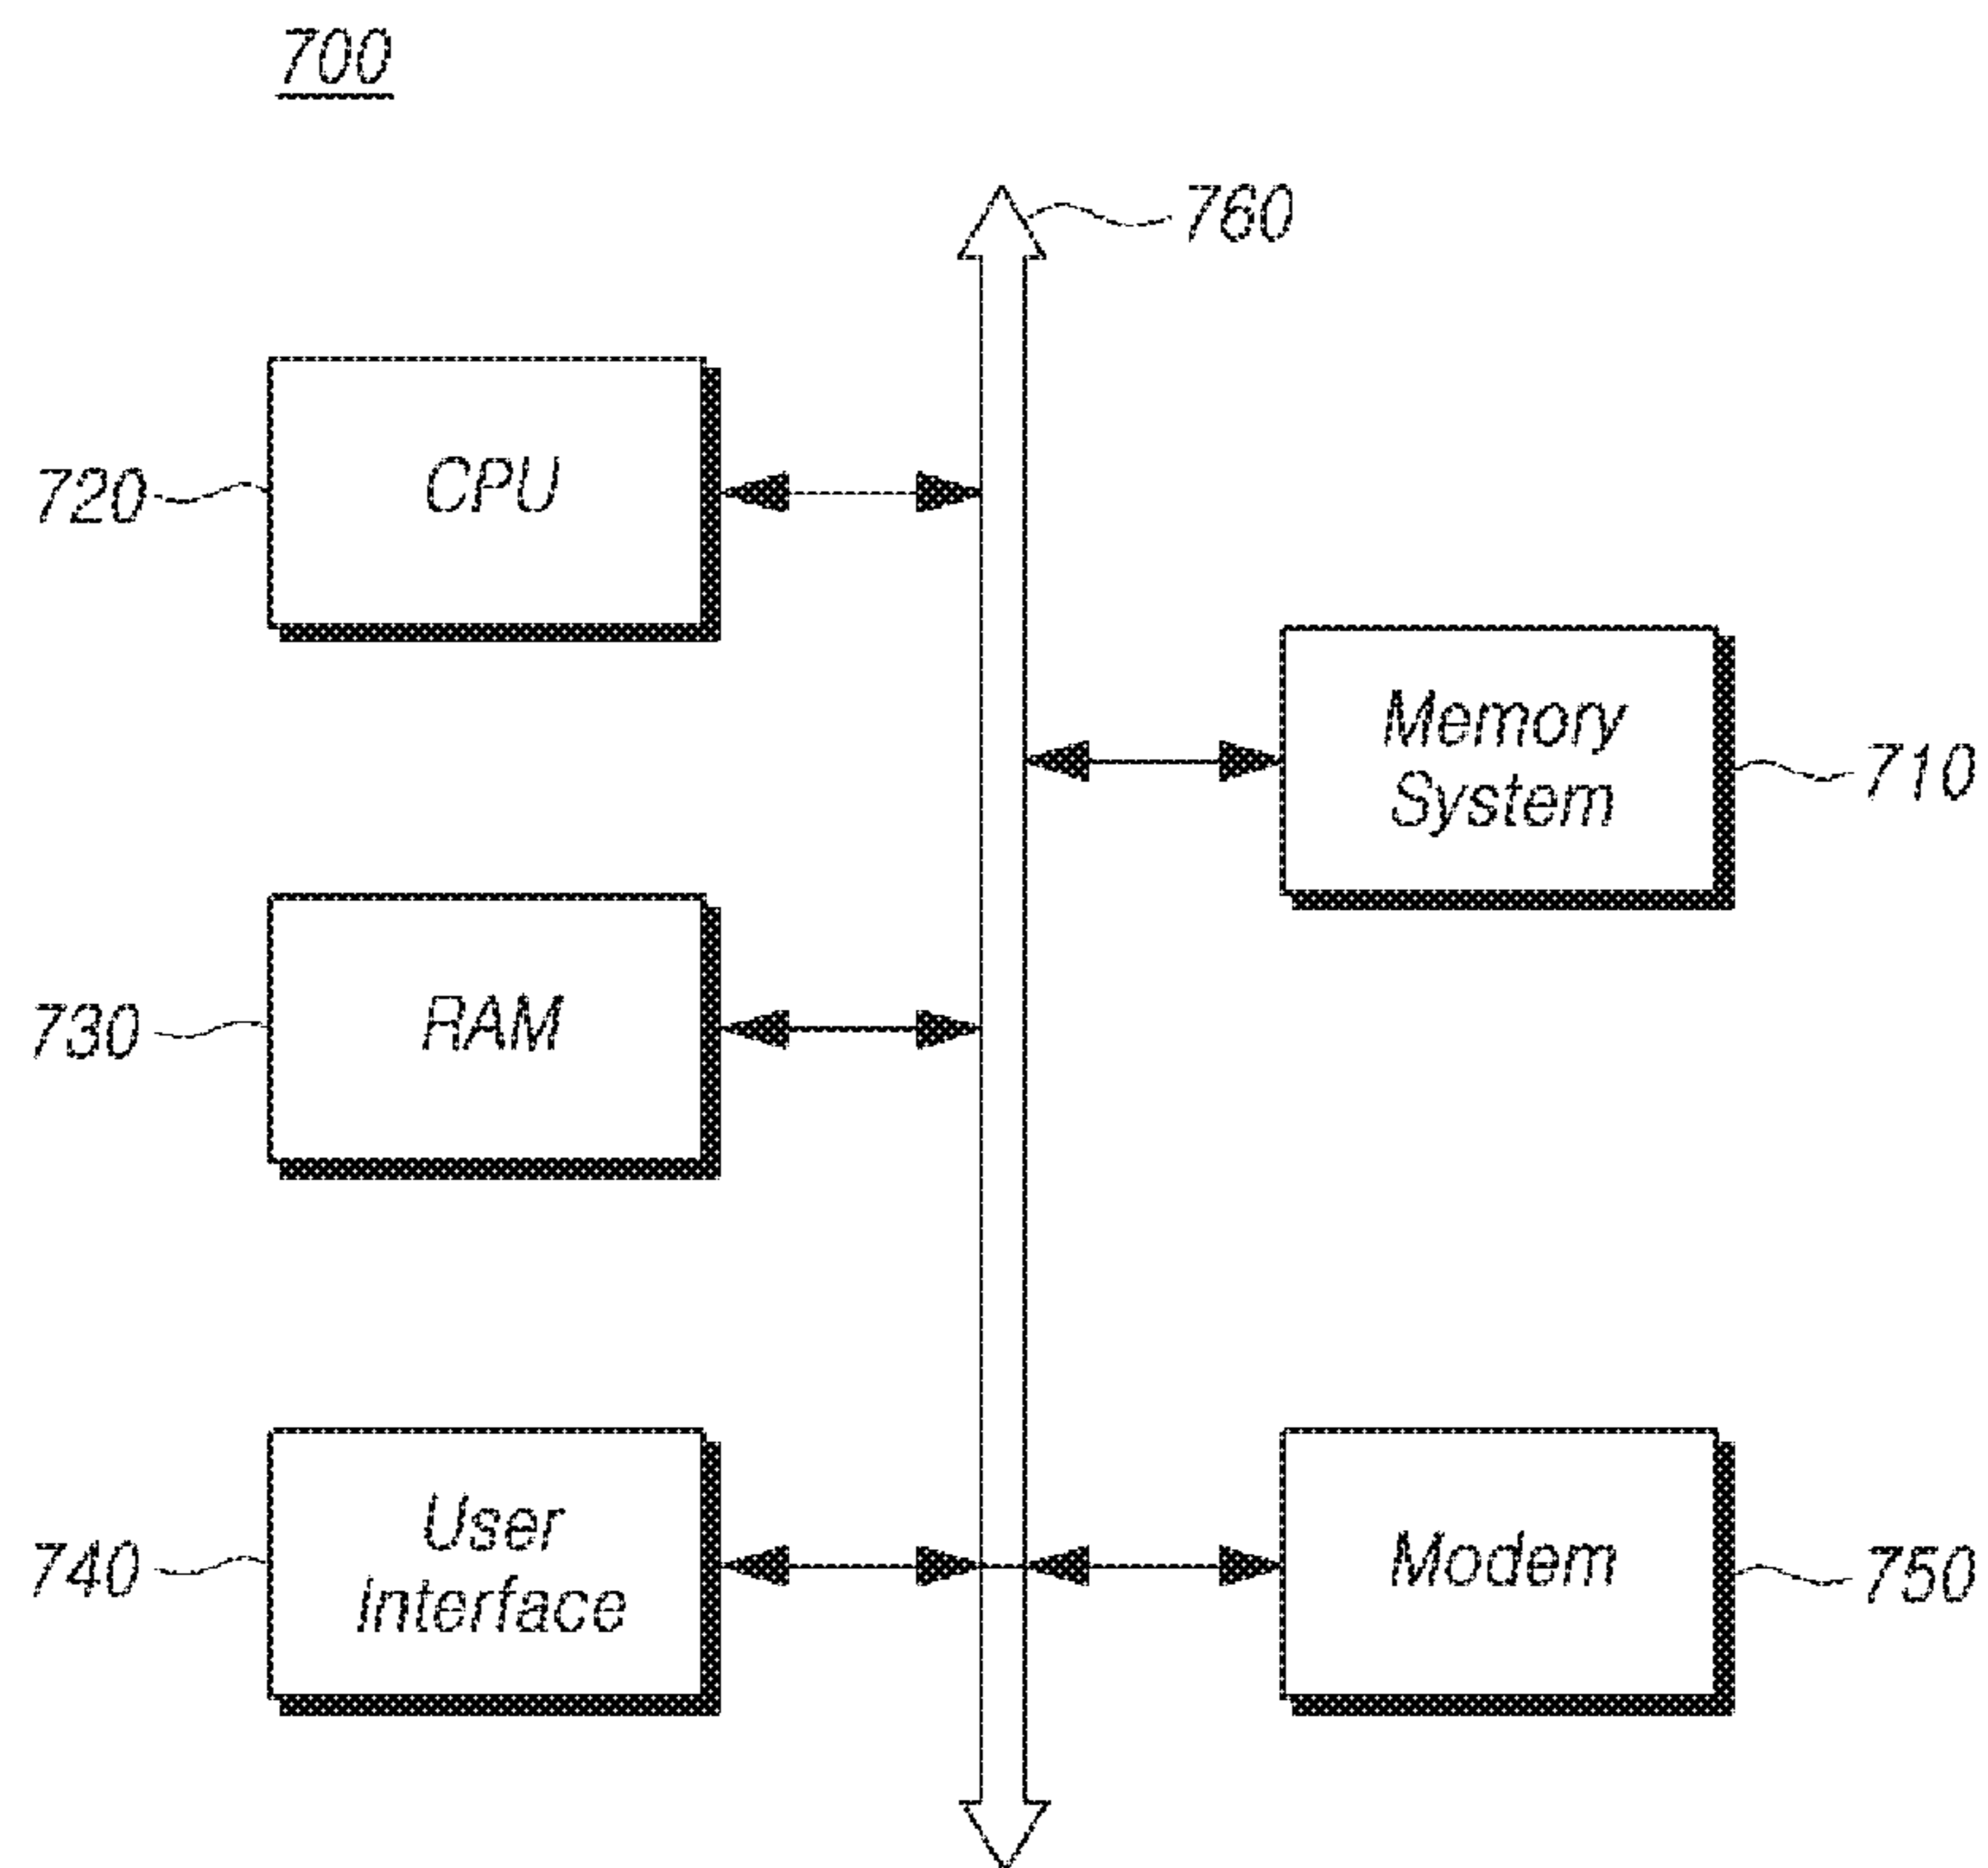 700
760
CPU
720
Memory
System
710
RAM
730
User
Interface
740
Modem
750